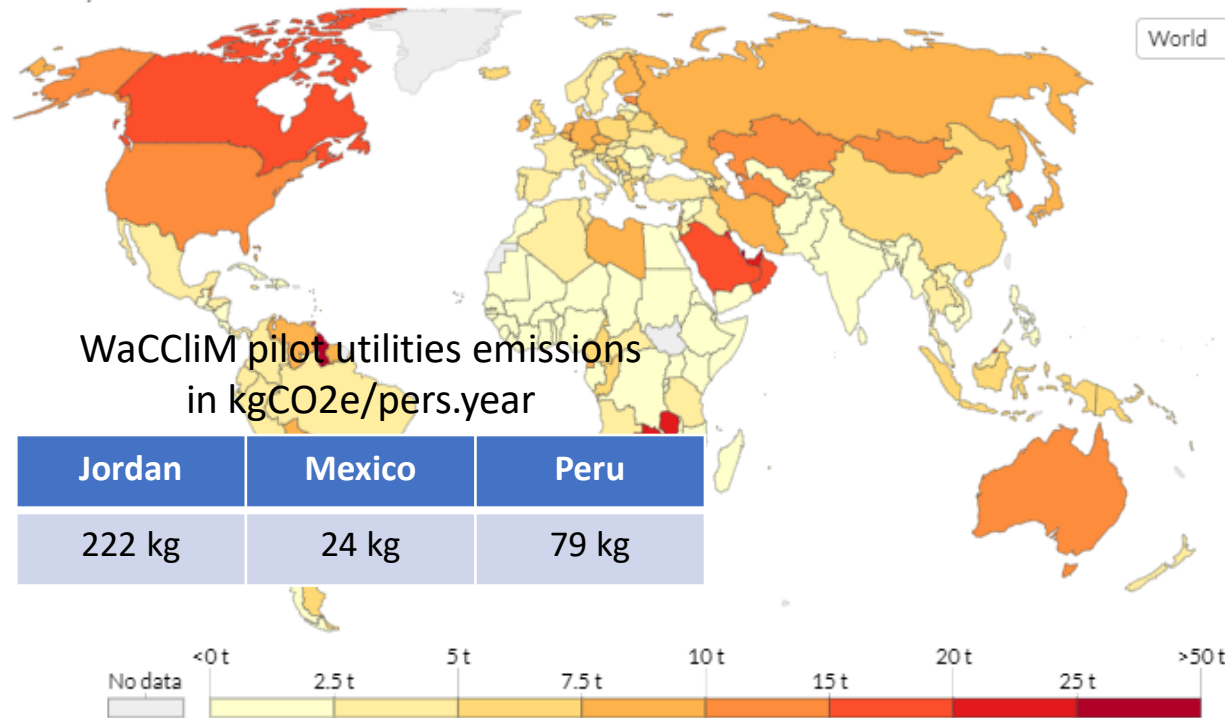 World
WaCCliM pilot utilities emissions
in kgCO2e/pers.year
Jordan Mexico Peru
222 kg 24 kg 79 kg
<0 t 5 t 10 t 20 t >50 t
No data 2.5 t 7.5 t 15 t 25 t